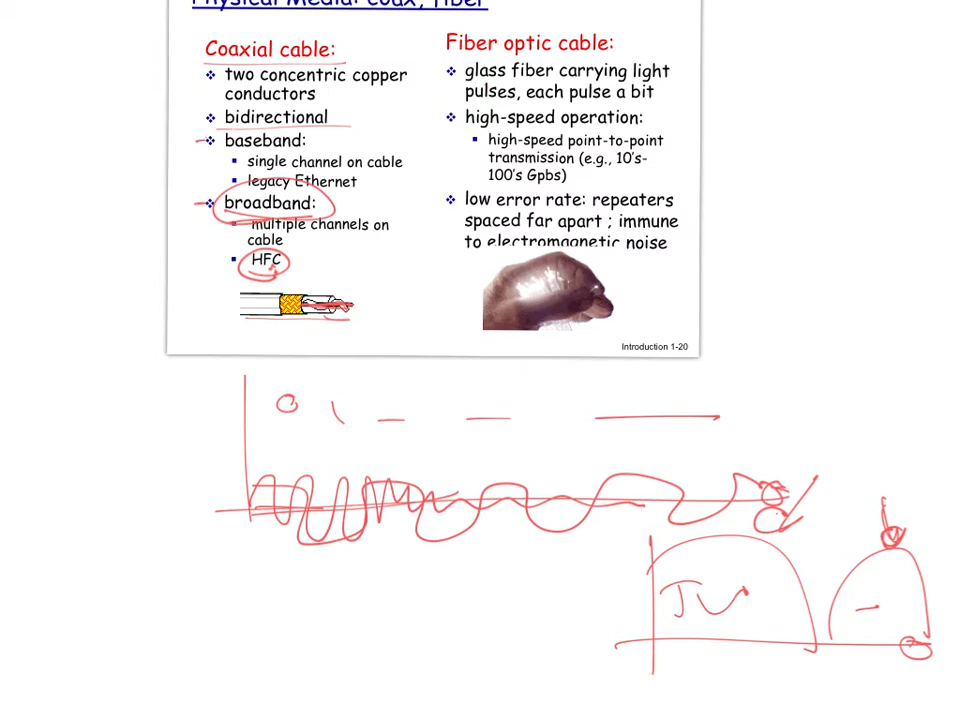 Physical Media: coax, fiber
Coaxial cable:
two concentric copper
conductors
bidirectional
baseband:
single channel on cable
legacy Ethernet
broadband:
multiple channels on
cable
HFC
Fiber optic cable:
glass fiber carrying light
pulses, each pulse a bit
high-speed operation:
high-speed point-to-point
transmission (e.g., 10's-
100's Gpbs)
low error rate: repeaters
spaced far apart ; immune
to electromagnetic noise
Introduction 1-20
0 1
TV